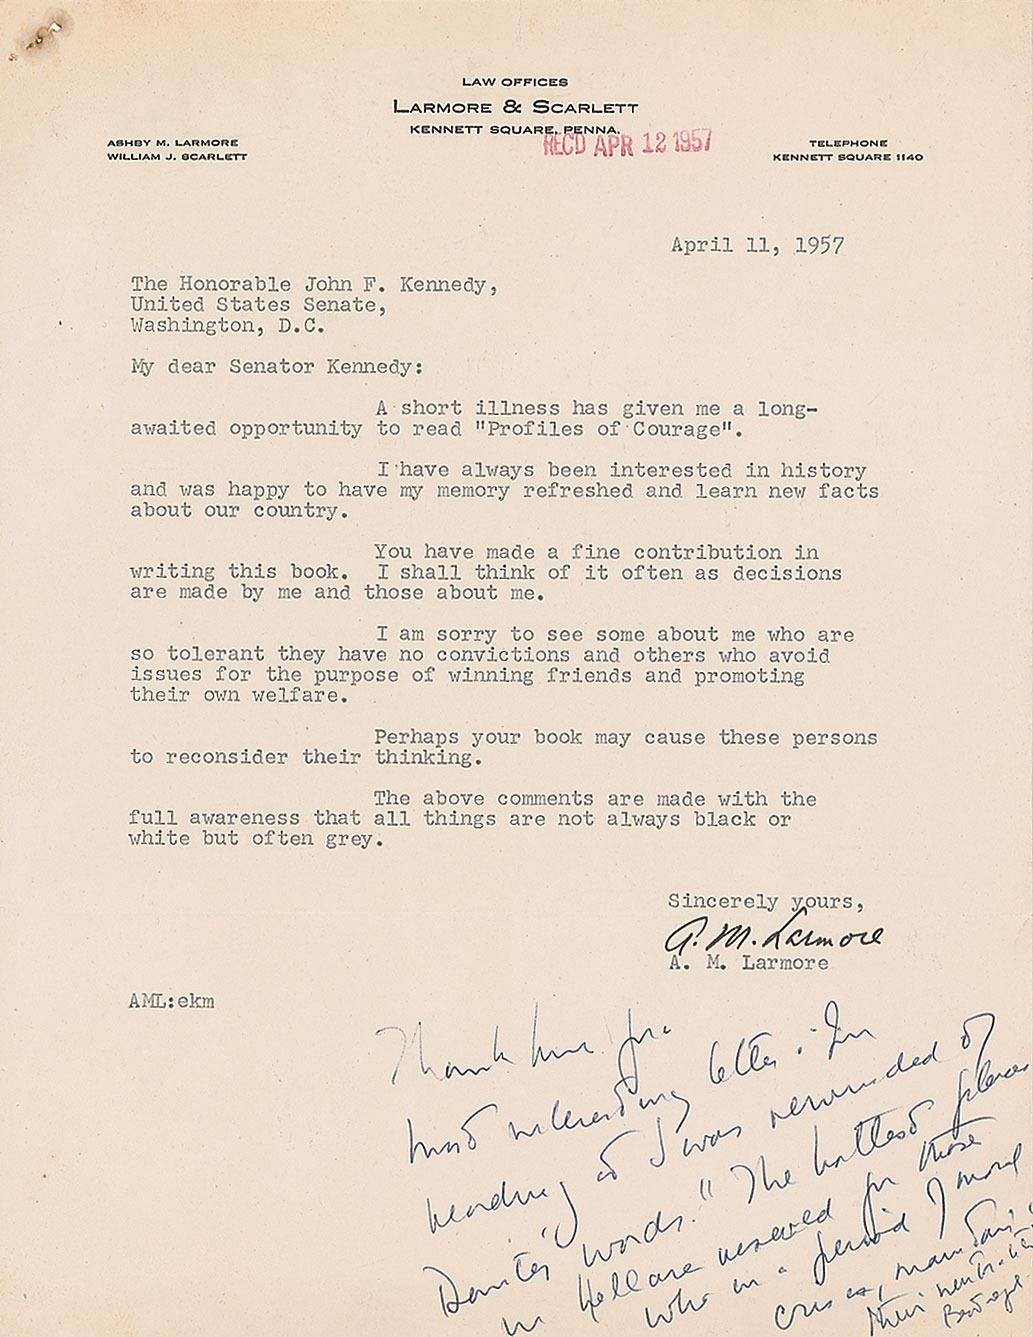 LAW OFFICES
LARMORE & SCARLETT
KENNETT SQUARE, PENNA.
REC'D APR 12 1957
ASHBY M. LARMORE
WILLIAM J. SCARLETT
TELEPHONE
KENNETT SQUARE 1140
April 11, 1957
The Honorable John F. Kennedy,
United States Senate,
Washington, D.C.
My dear Senator Kennedy:
A short illness has given me a long-
awaited opportunity to read "Profiles of Courage".
I have always been interested in history
and was happy to have my memory refreshed and learn new facts
about our country.
You have made a fine contribution in
writing this book. I shall think of it often as decisions
are made by me and those about me.
I am sorry to see some about me who are
so tolerant they have no convictions and others who avoid
issues for the purpose of winning friends and promoting
their own welfare.
Perhaps your book may cause these persons
to reconsider their thinking.
The above comments are made with the
full awareness that all things are not always black or
white but often grey.
Sincerely yours,
A. M. Larmore
A. M. Larmore
AML:ekm
Thank him for
most interesting letter. In
reading it I was reminded of
Dante's words. "The hottest places
in Hell are reserved for those
who in a period of moral
crises, maintain
their neutrality